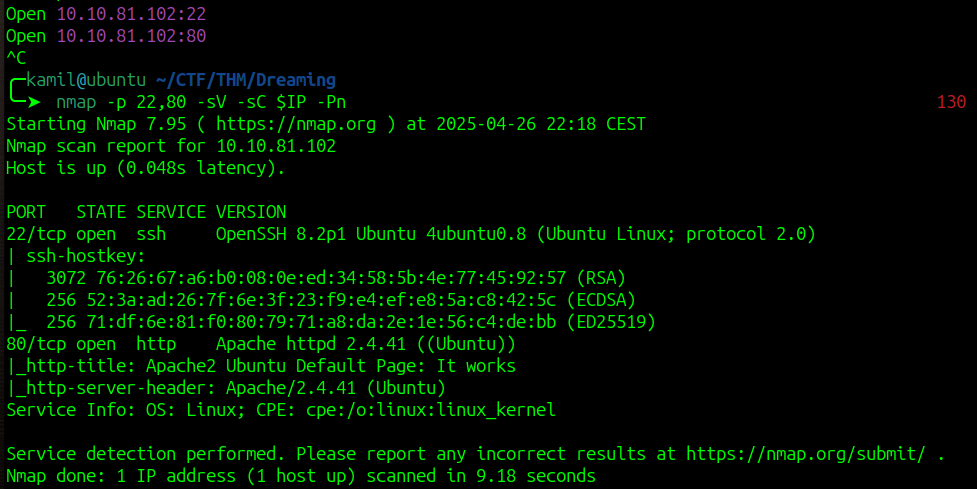 Open 10.10.81.102:22
Open 10.10.81.102:80
^C
kamil@ubuntu ~/CTF/THM/Dreaming
nmap -p 22,80 -sV -sC $IP -Pn 130
Starting Nmap 7.95 ( https://nmap.org ) at 2025-04-26 22:18 CEST
Nmap scan report for 10.10.81.102
Host is up (0.048s latency).
PORT   STATE SERVICE VERSION
22/tcp open  ssh     OpenSSH 8.2p1 Ubuntu 4ubuntu0.8 (Ubuntu Linux; protocol 2.0)
| ssh-hostkey:
|   3072 76:26:67:a6:b0:08:0e:ed:34:58:5b:4e:77:45:92:57 (RSA)
|   256 52:3a:ad:26:7f:6e:3f:23:f9:e4:ef:e8:5a:c8:42:5c (ECDSA)
|_  256 71:df:6e:81:f0:80:79:71:a8:da:2e:1e:56:c4:de:bb (ED25519)
80/tcp open  http    Apache httpd 2.4.41 ((Ubuntu))
|_http-title: Apache2 Ubuntu Default Page: It works
|_http-server-header: Apache/2.4.41 (Ubuntu)
Service Info: OS: Linux; CPE: cpe:/o:linux:linux_kernel
Service detection performed. Please report any incorrect results at https://nmap.org/submit/ .
Nmap done: 1 IP address (1 host up) scanned in 9.18 seconds